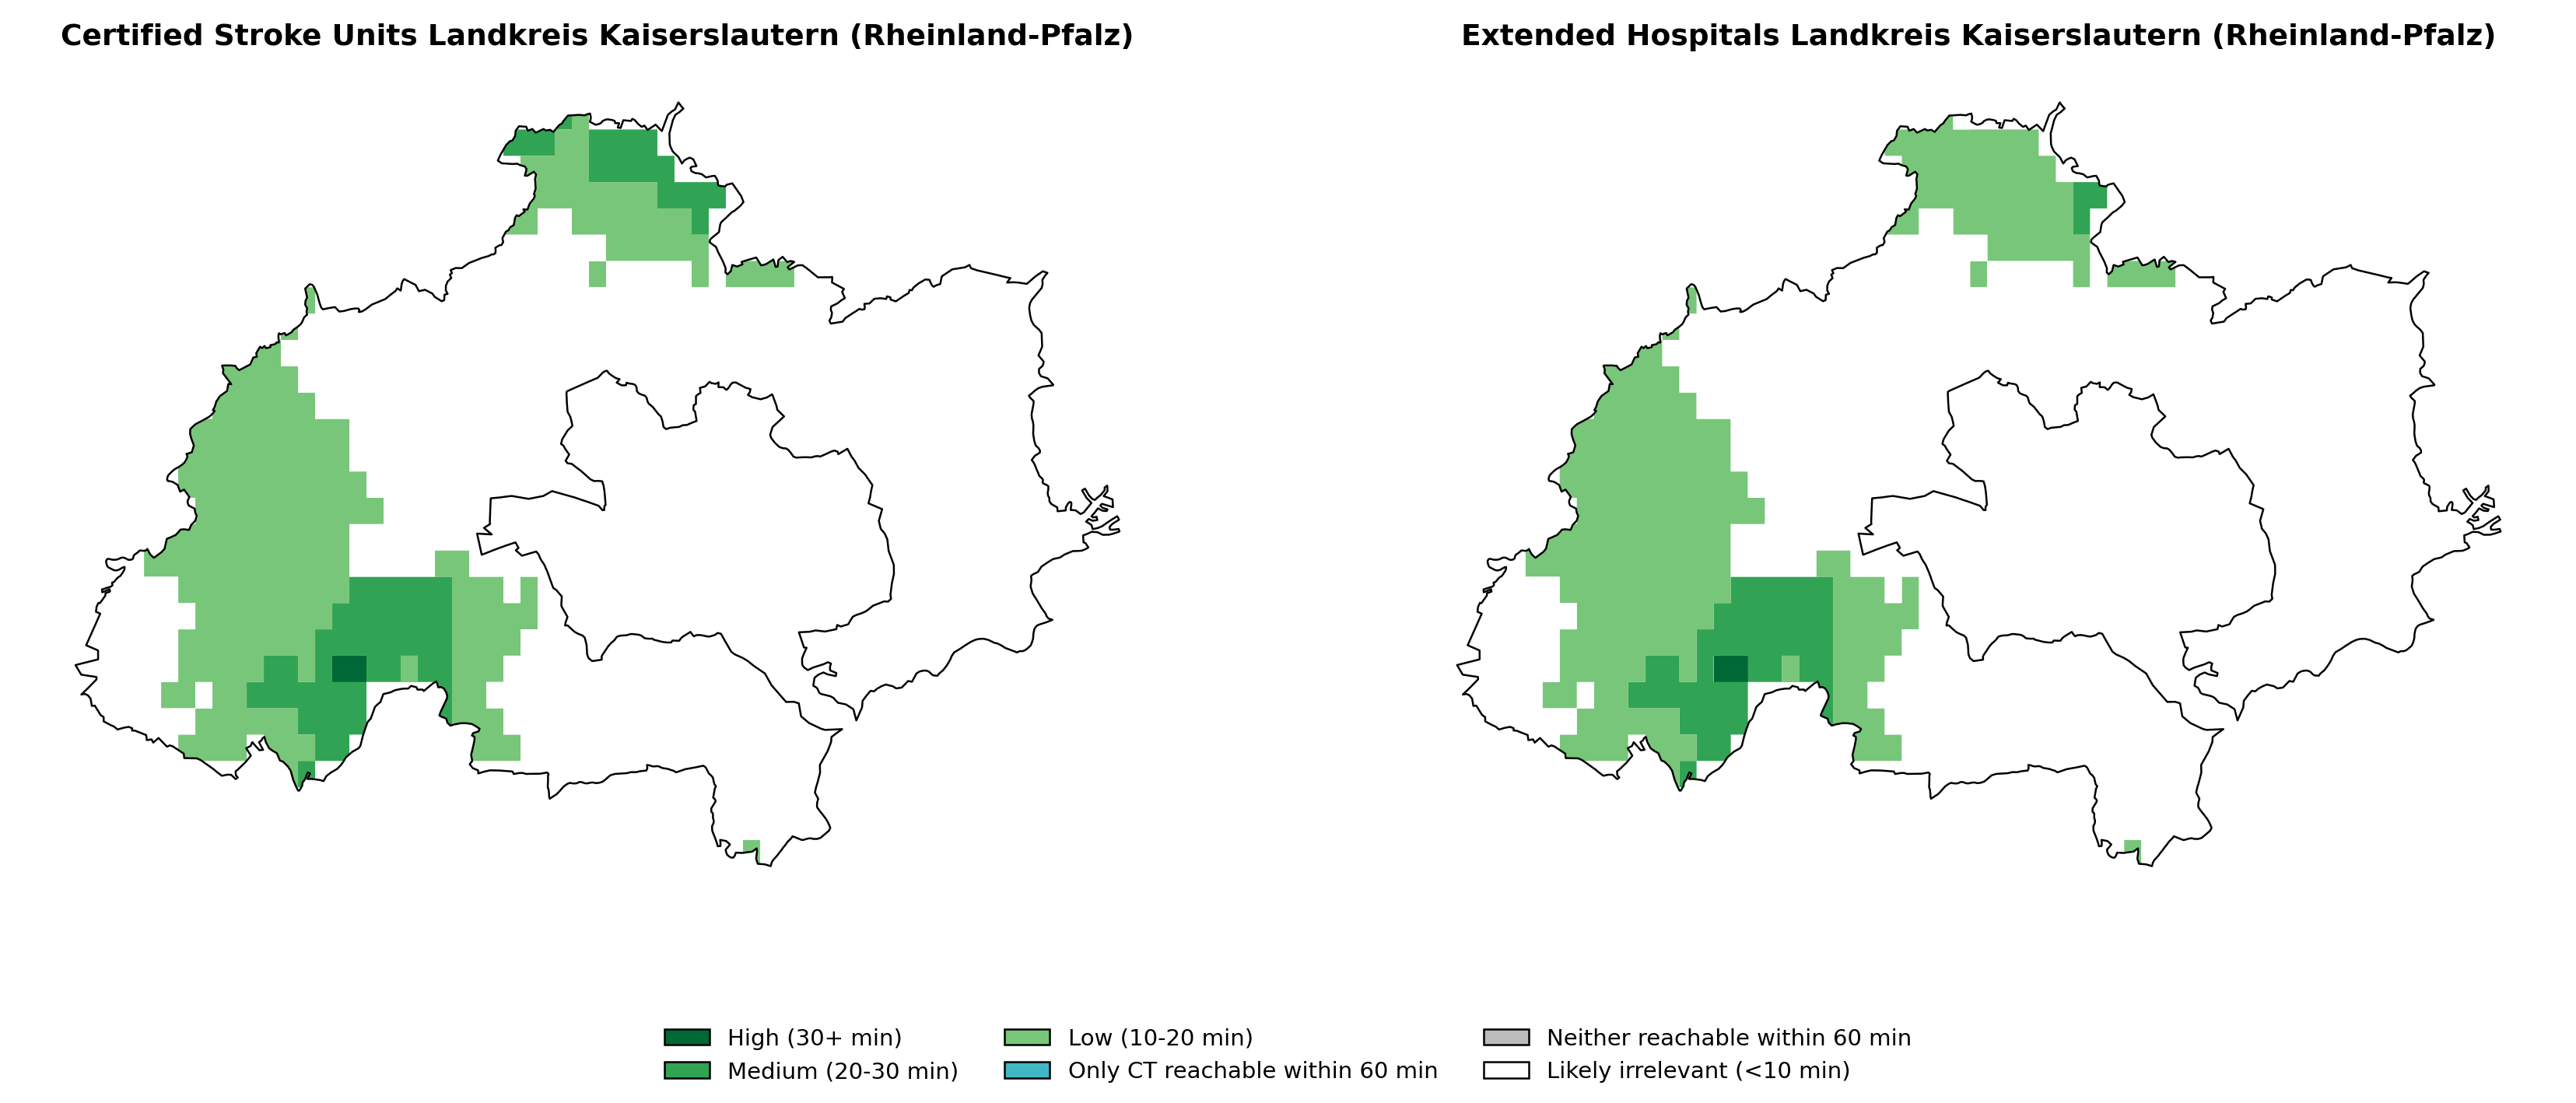 Certified Stroke Units Landkreis Kaiserslautern (Rheinland-Pfalz)
Extended Hospitals Landkreis Kaiserslautern (Rheinland-Pfalz)
High (30+ min)
Medium (20-30 min)
Low (10-20 min)
Only CT reachable within 60 min
Neither reachable within 60 min
Likely irrelevant (<10 min)